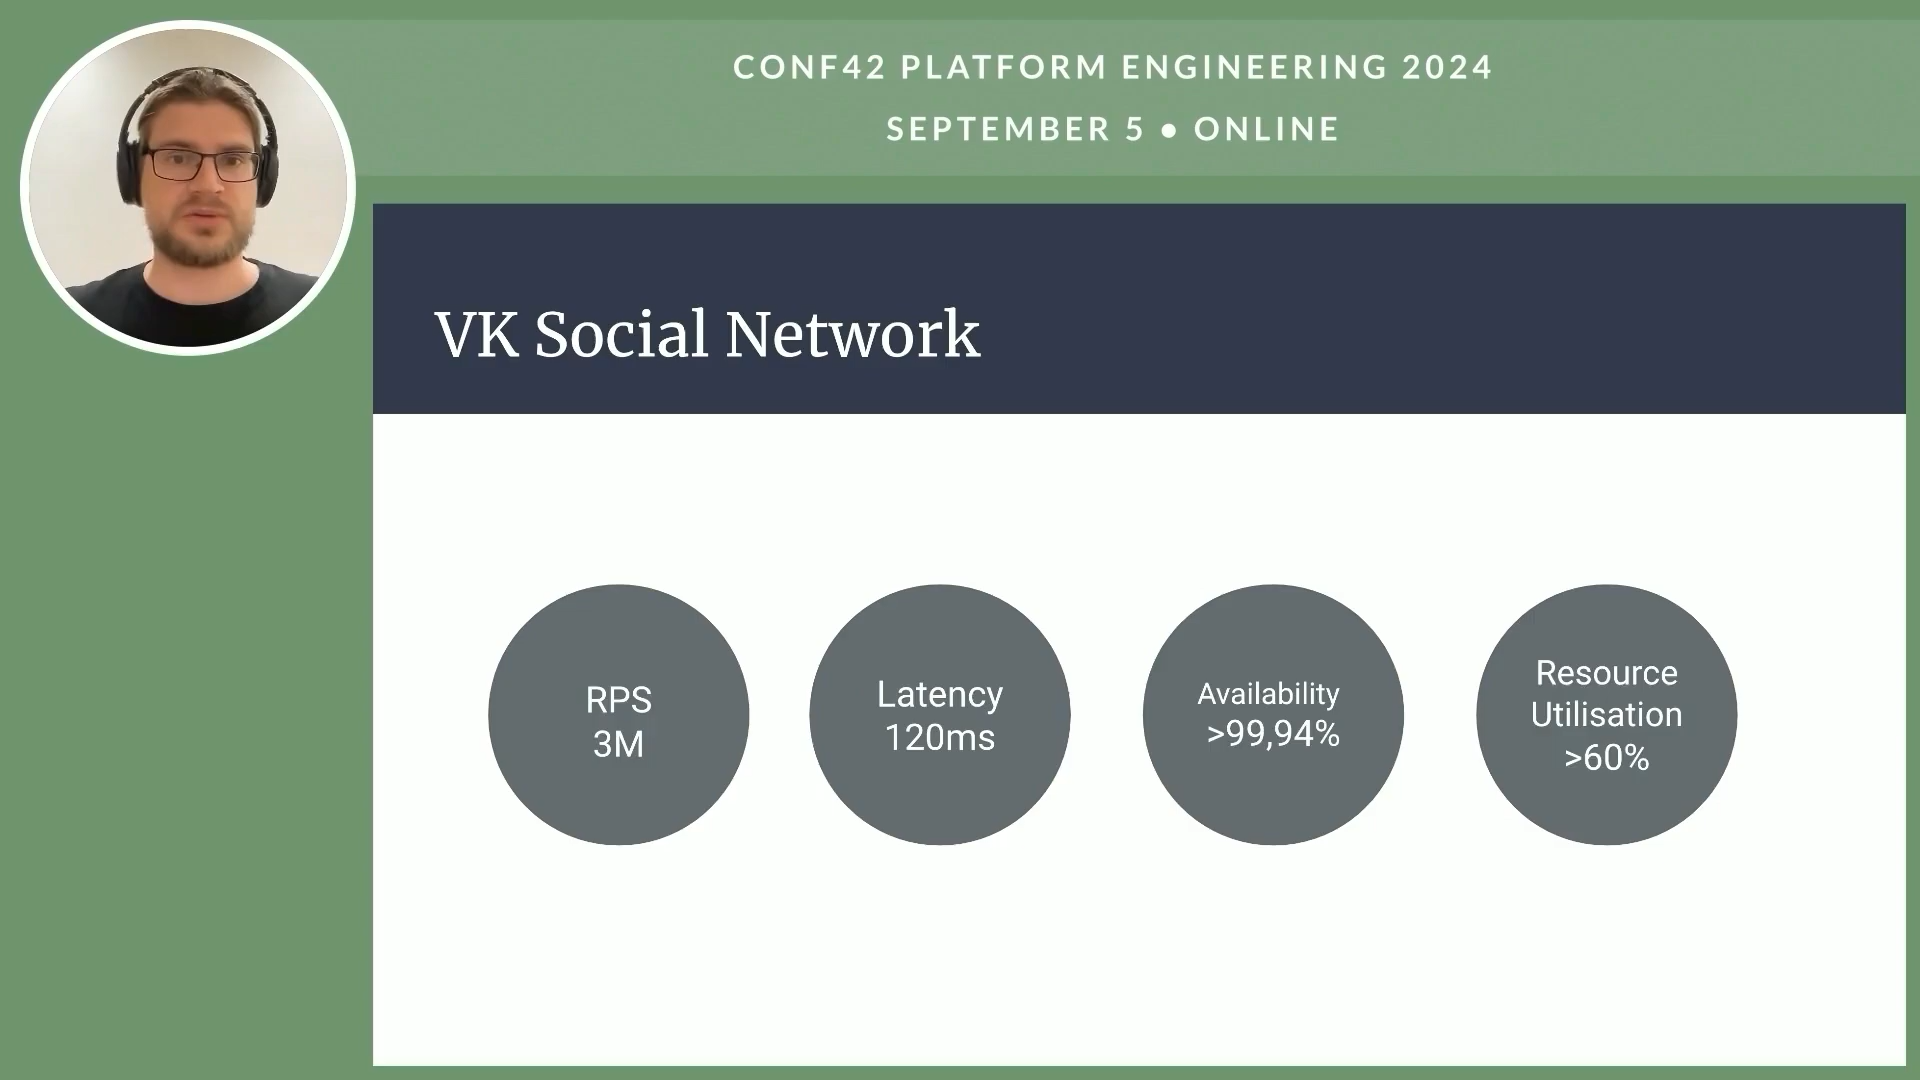 CONF42 PLATFORM ENGINEERING 2024
SEPTEMBER 5 ● ONLINE
VK Social Network
RPS
3M
Latency
120ms
Availability
>99,94%
Resource
Utilisation
>60%